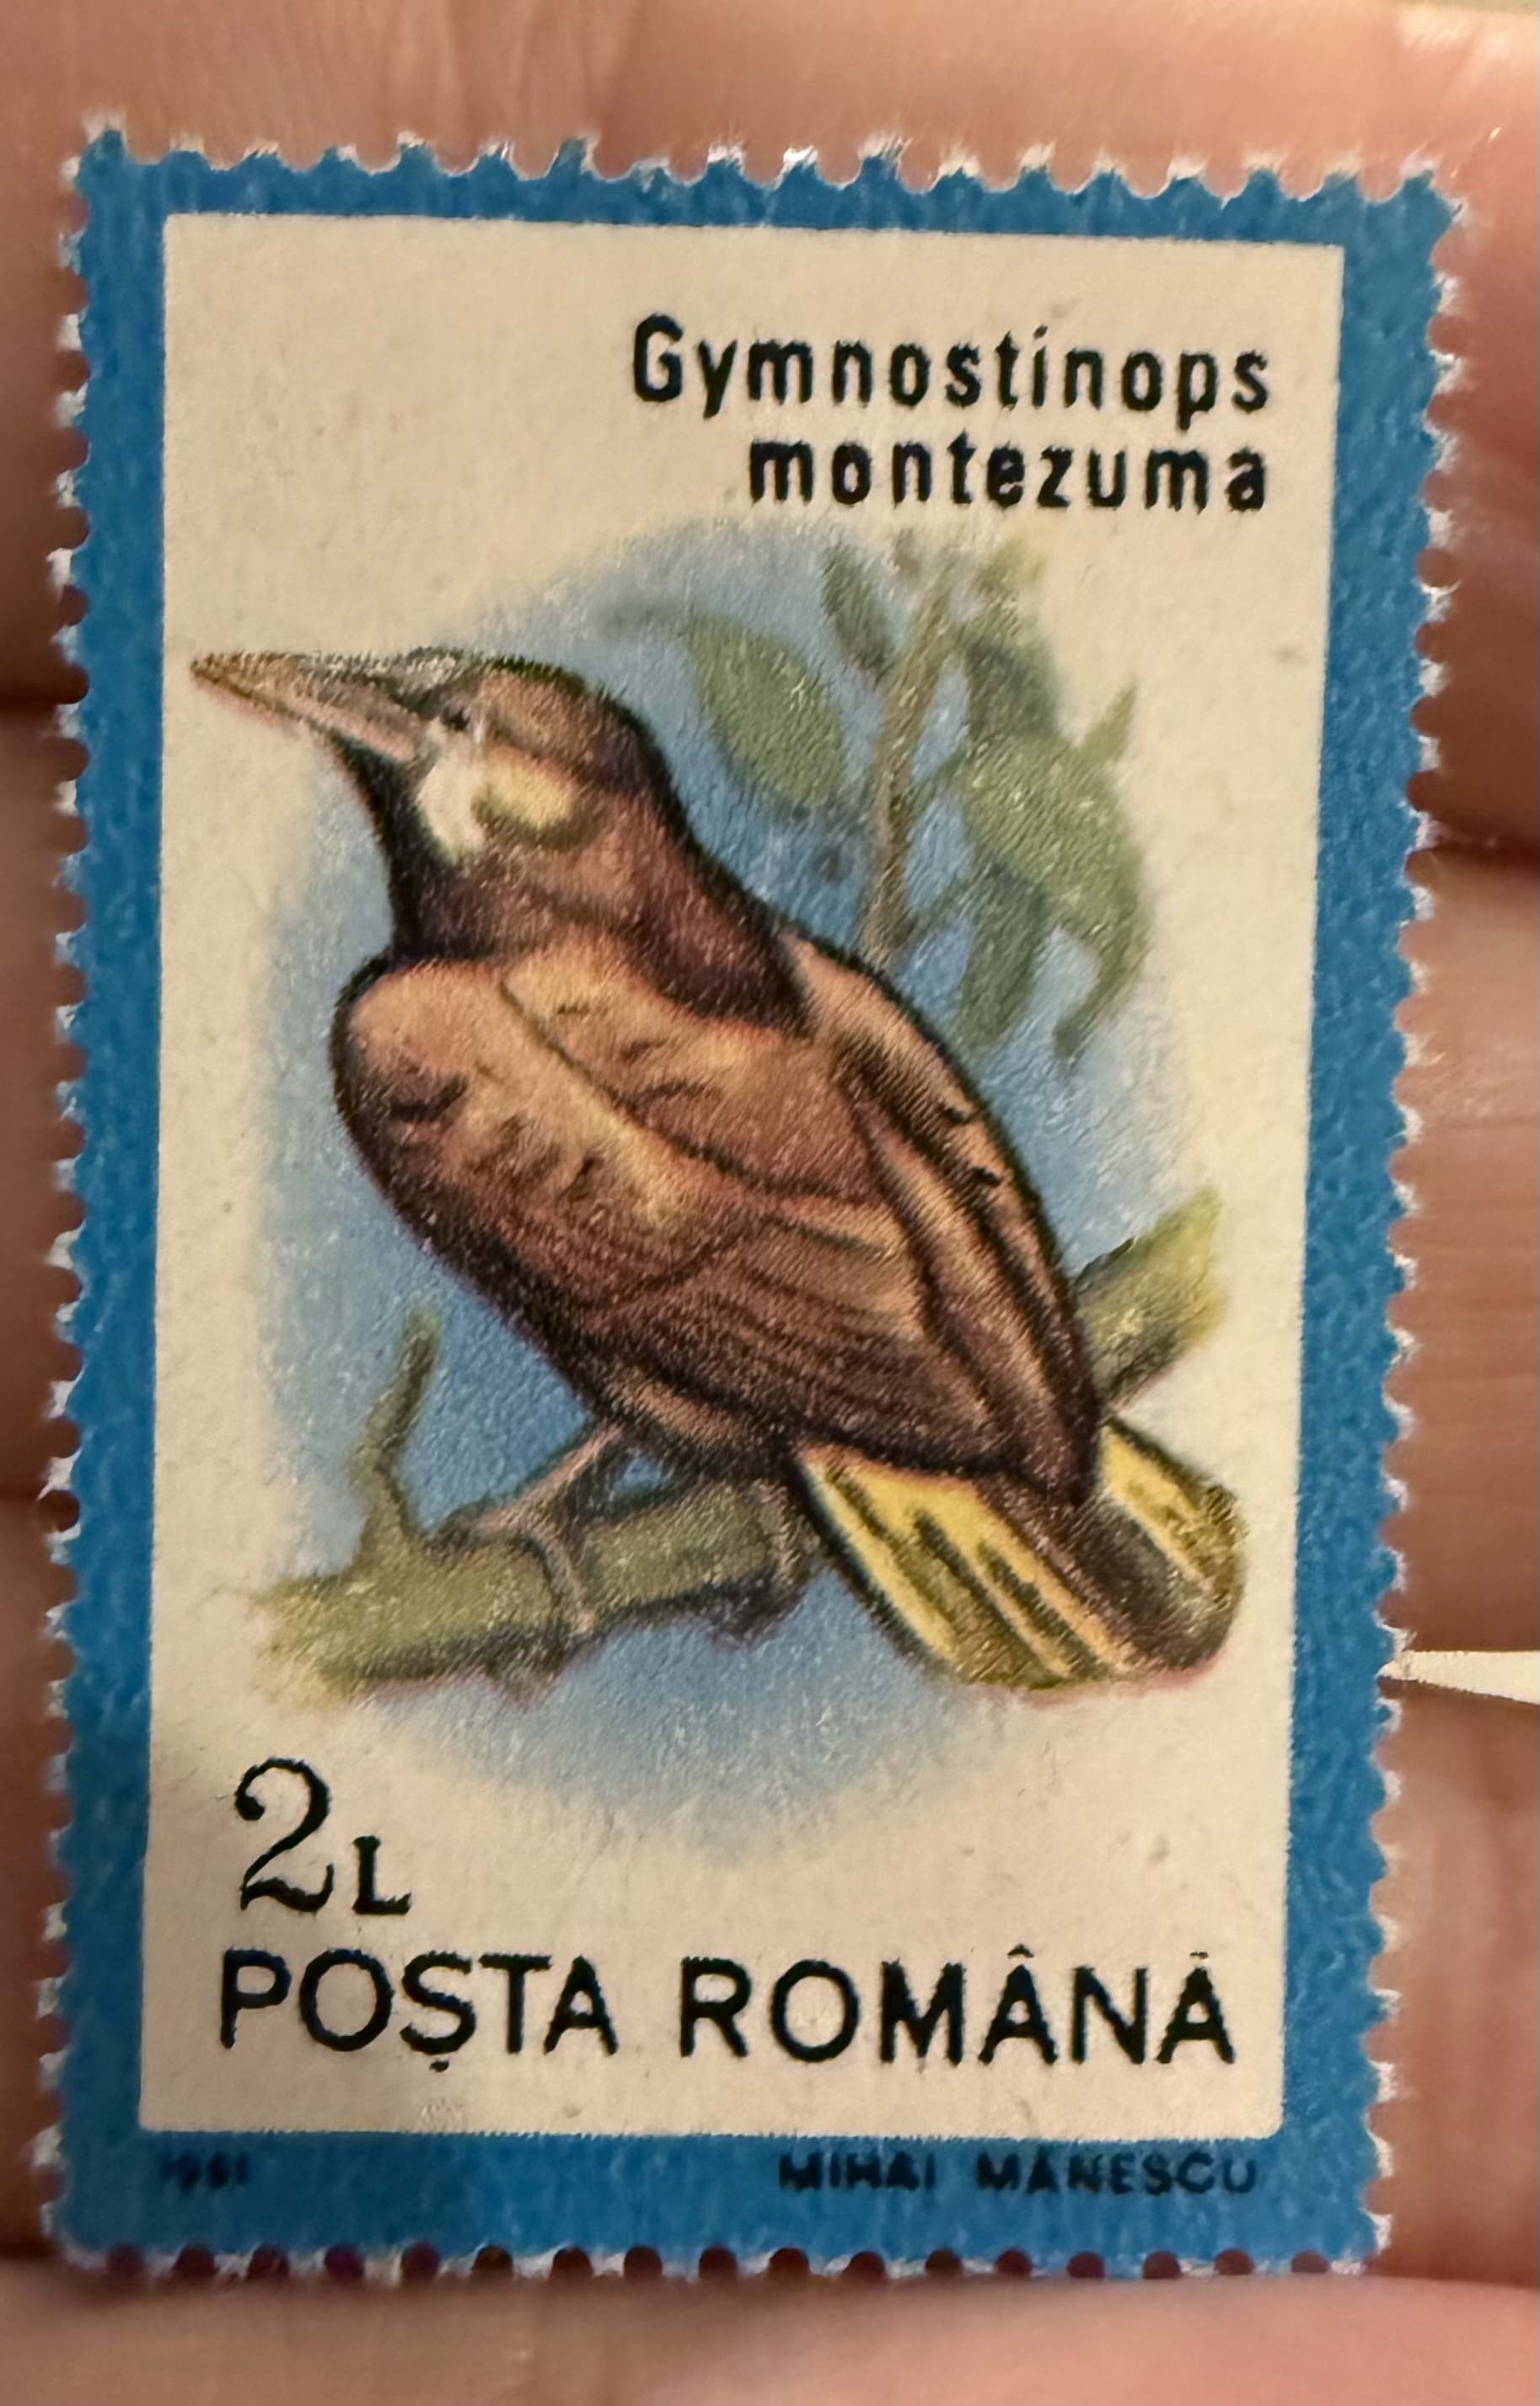 Gymnostinops
montezuma
2L
POȘTA ROMÂNĂ
1991
MIHAI MĂNESCU